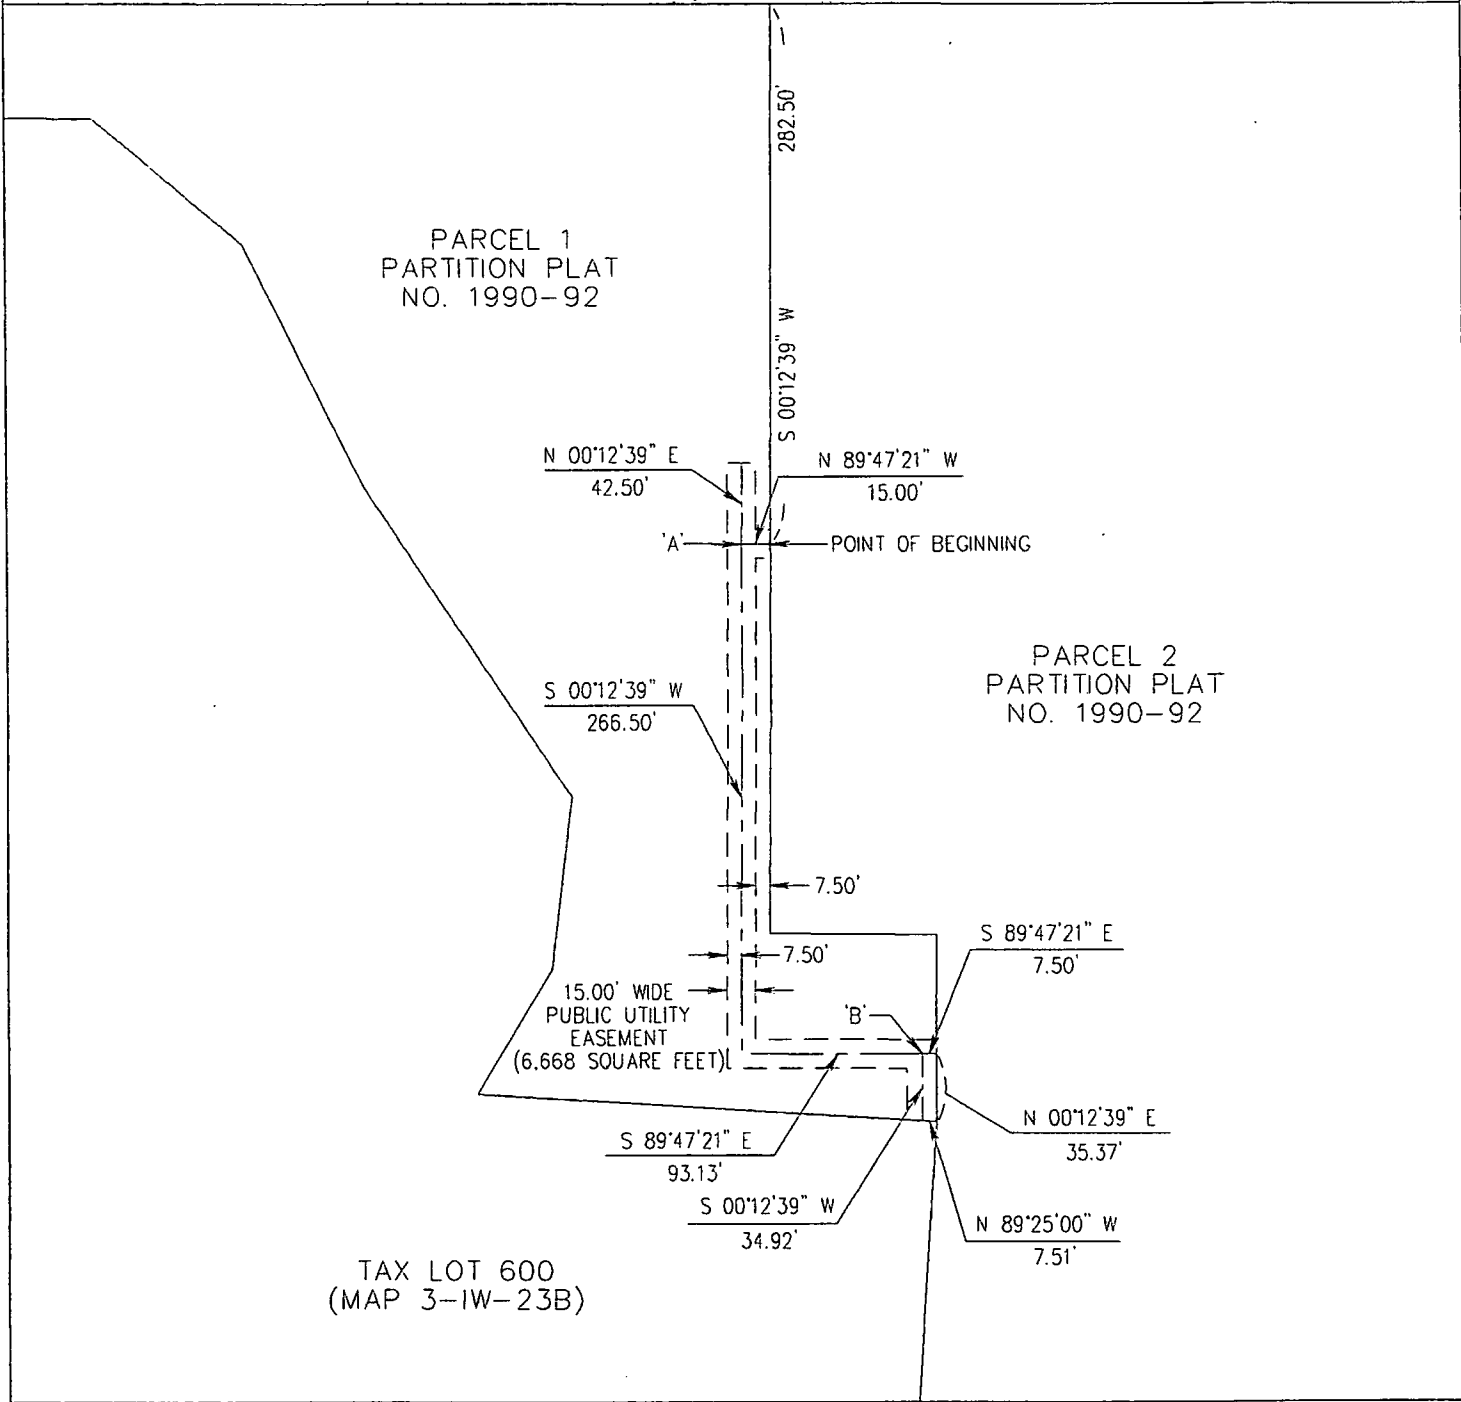 282.50'
PARCEL 1
PARTITION PLAT
NO. 1990-92
S 00°12'39" W
N 00°12'39" E
42.50'
N 89°47'21" W
15.00'
'A'
POINT OF BEGINNING
PARCEL 2
PARTITION PLAT
NO. 1990-92
S 00°12'39" W
266.50'
7.50'
7.50'
S 89°47'21" E
7.50'
15.00' WIDE
PUBLIC UTILITY
EASEMENT
(6.668 SQUARE FEET)
'B'
N 00°12'39" E
35.37'
S 89°47'21" E
93.13'
S 00°12'39" W
34.92'
N 89°25'00" W
7.51'
TAX LOT 600
(MAP 3-1W-23B)